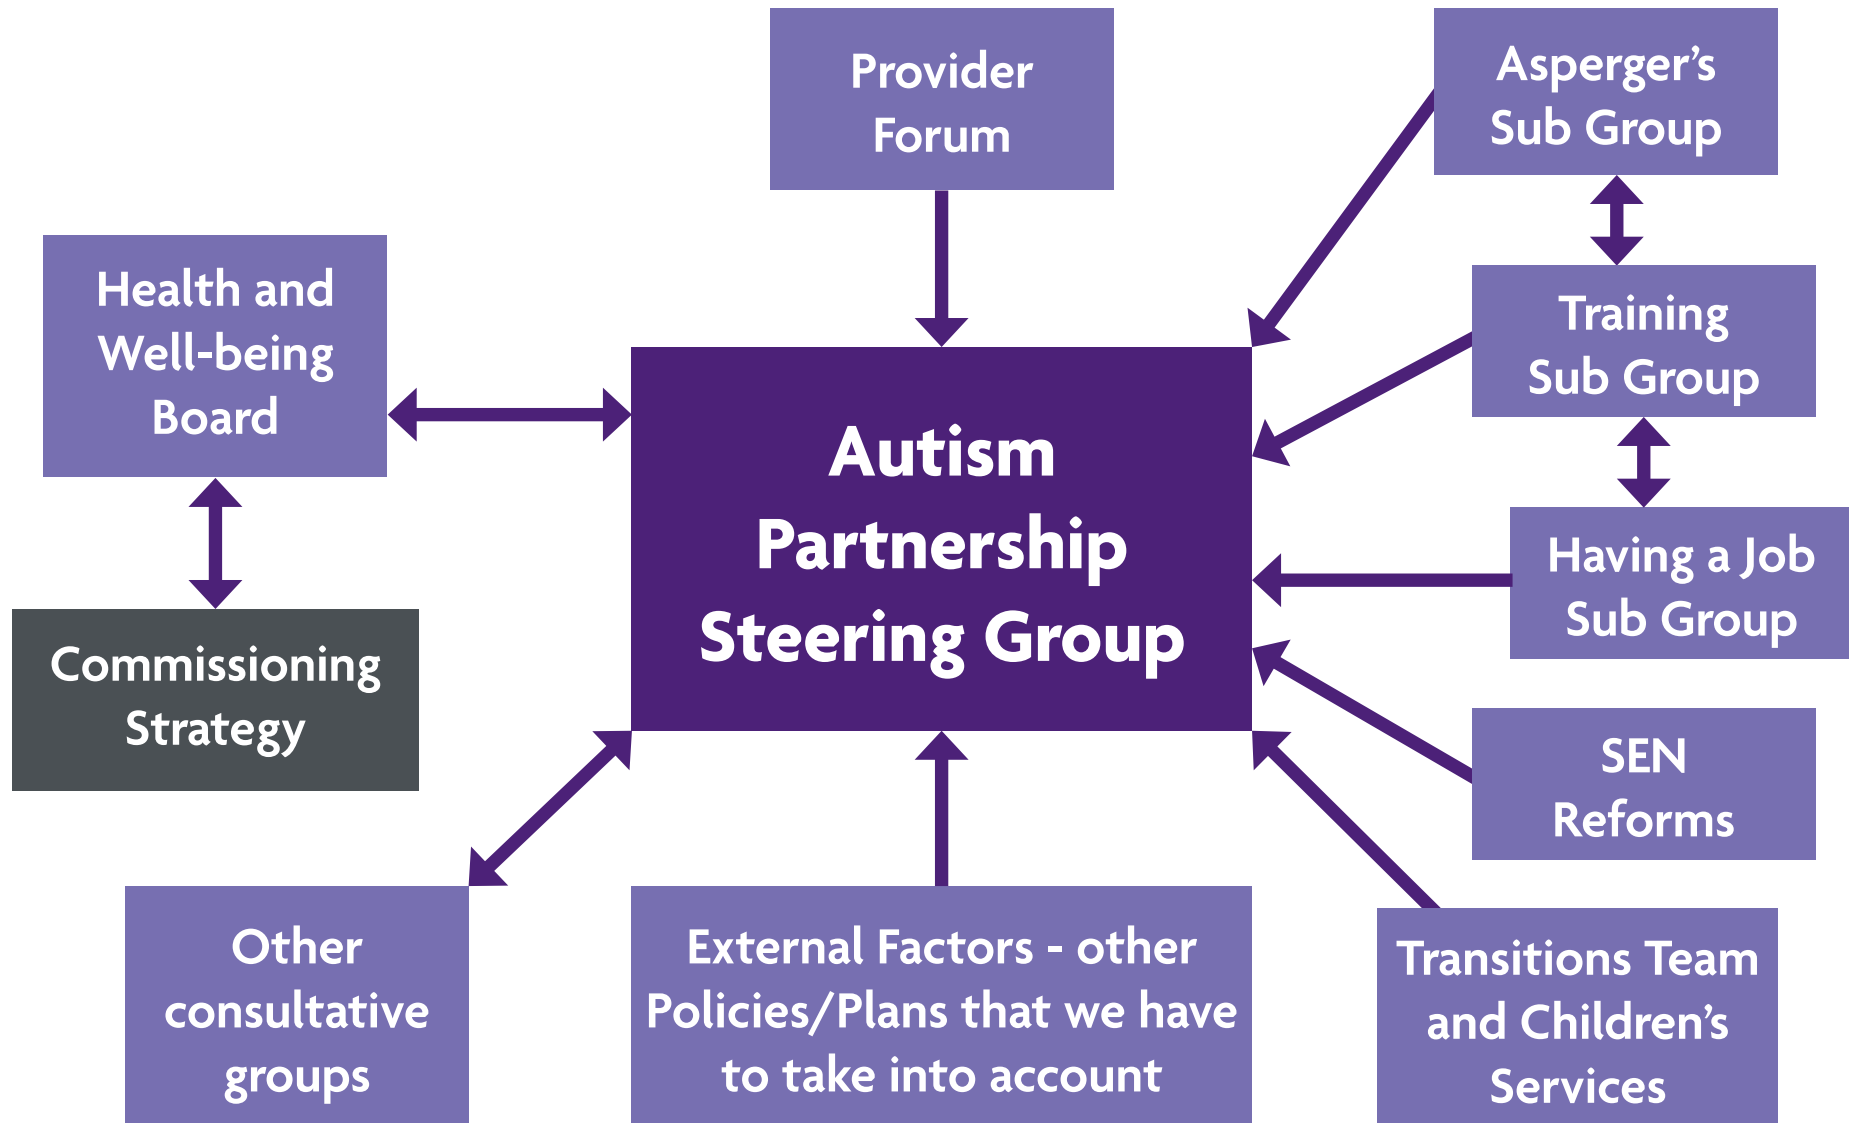 Provider
Forum
Asperger’s
Sub Group
Health and
Well-being
Board
Training
Sub Group
Autism
Partnership
Steering Group
Having a Job
Sub Group
Commissioning
Strategy
SEN
Reforms
Other
consultative
groups
External Factors - other
Policies/Plans that we have
to take into account
Transitions Team
and Children’s
Services